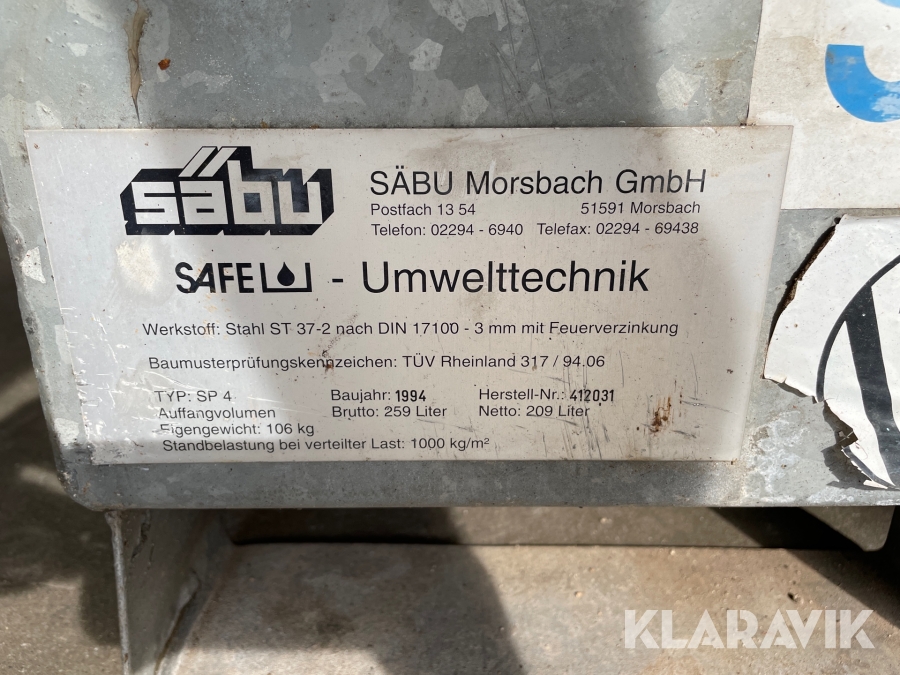 säbu
SÄBU Morsbach GmbH
Postfach 13 54 51591 Morsbach
Telefon: 02294 - 6940 Telefax: 02294 - 69438
SAFE - Umwelttechnik
Werkstoff: Stahl ST 37-2 nach DIN 17100 - 3 mm mit Feuerverzinkung
Baumusterprüfungskennzeichen: TÜV Rheinland 317 / 94.06
TYP: SP 4 Baujahr: 1994 Herstell-Nr.: 412031
Auffangvolumen Brutto: 259 Liter Netto: 209 Liter
Eigengewicht: 106 kg
Standbelastung bei verteilter Last: 1000 kg/m²
KLARAVIK